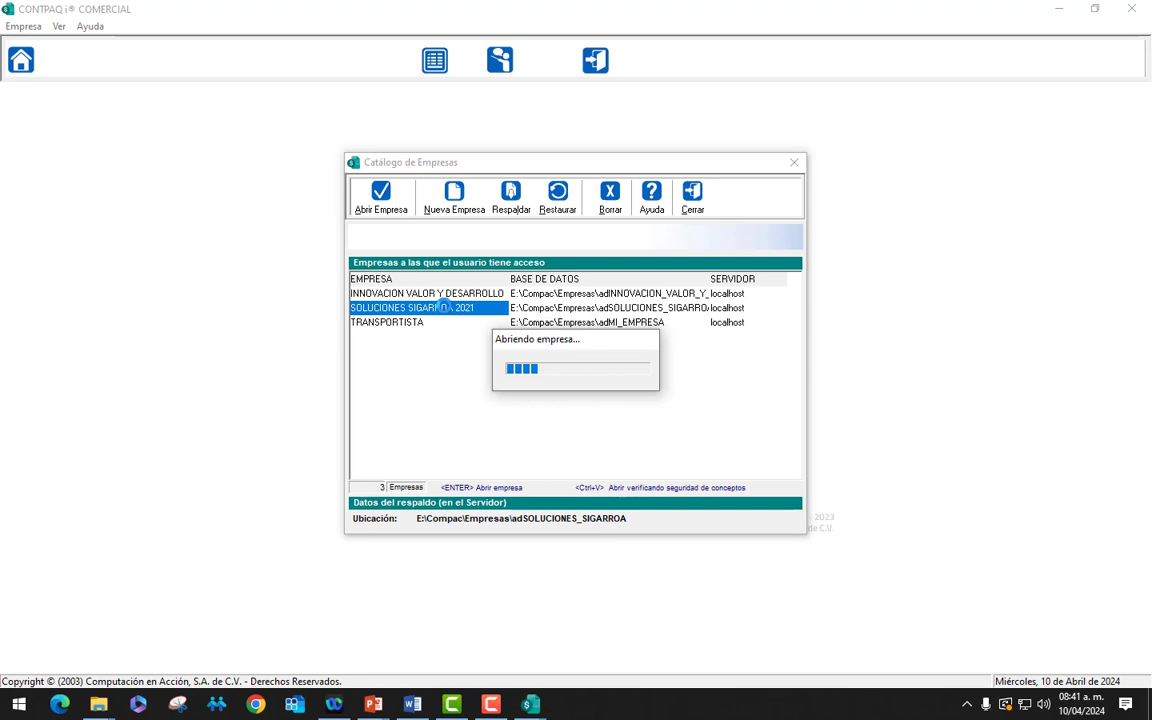 CONTPAQ i® COMERCIAL
Empresa Ver Ayuda
Catálogo de Empresas
Abrir Empresa Nueva Empresa Respaldar Restaurar Borrar Ayuda Cerrar
Empresas a las que el usuario tiene acceso
EMPRESA BASE DE DATOS SERVIDOR
INNOVACION VALOR Y DESARROLLO E:\Compac\Empresas\adINNOVACION_VALOR_Y_ localhost
SOLUCIONES 2021 E:\Compac\Empresas\adSOLUCIONES_SIGARRO localhost
TRANSPORTISTA E:\Compac\Empresas\adMI_EMPRESA localhost
Abriendo empresa...
3 Empresas <ENTER> Abrir empresa <Ctrl+V> Abrir verificando seguridad de conceptos
Datos del respaldo (en el Servidor)
Ubicación: E:\Compac\Empresas\adSOLUCIONES_SIGARROA
- 2023
de C.V.
Copyright © (2003) Computación en Acción, S.A. de C.V. - Derechos Reservados. Miércoles, 10 de Abril de 2024
08:41 a. m.
10/04/2024